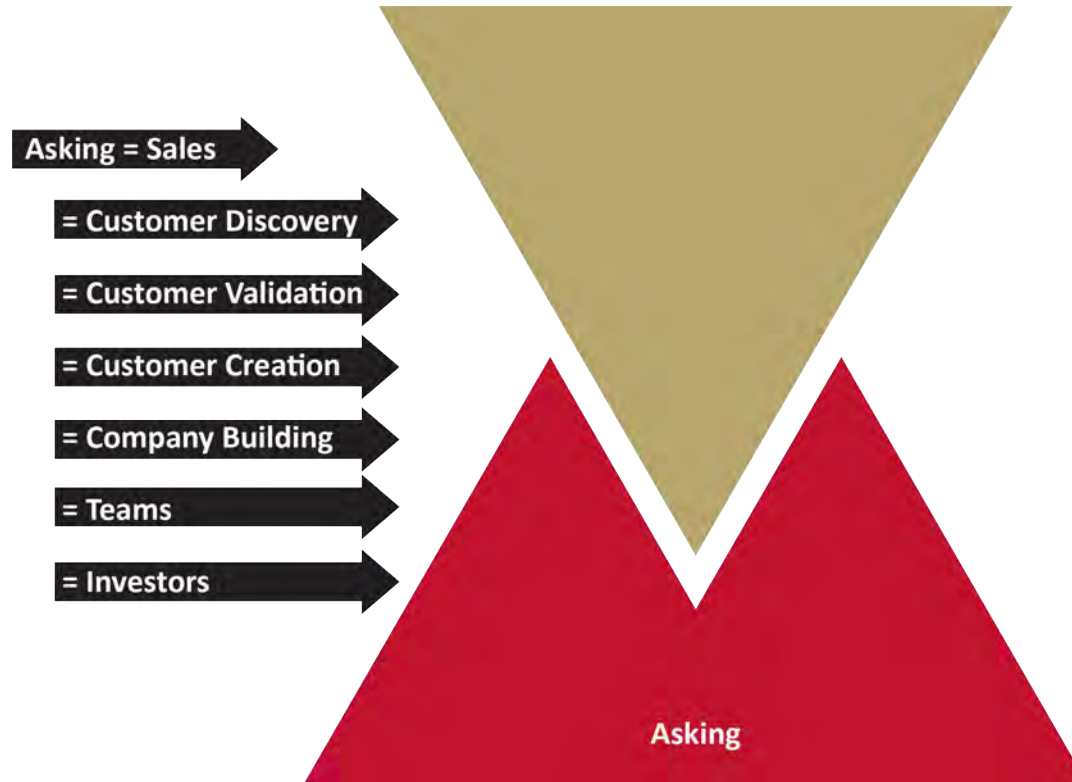 Asking = Sales
= Customer Discovery
= Customer Validation
= Customer Creation
= Company Building
= Teams
= Investors
Asking